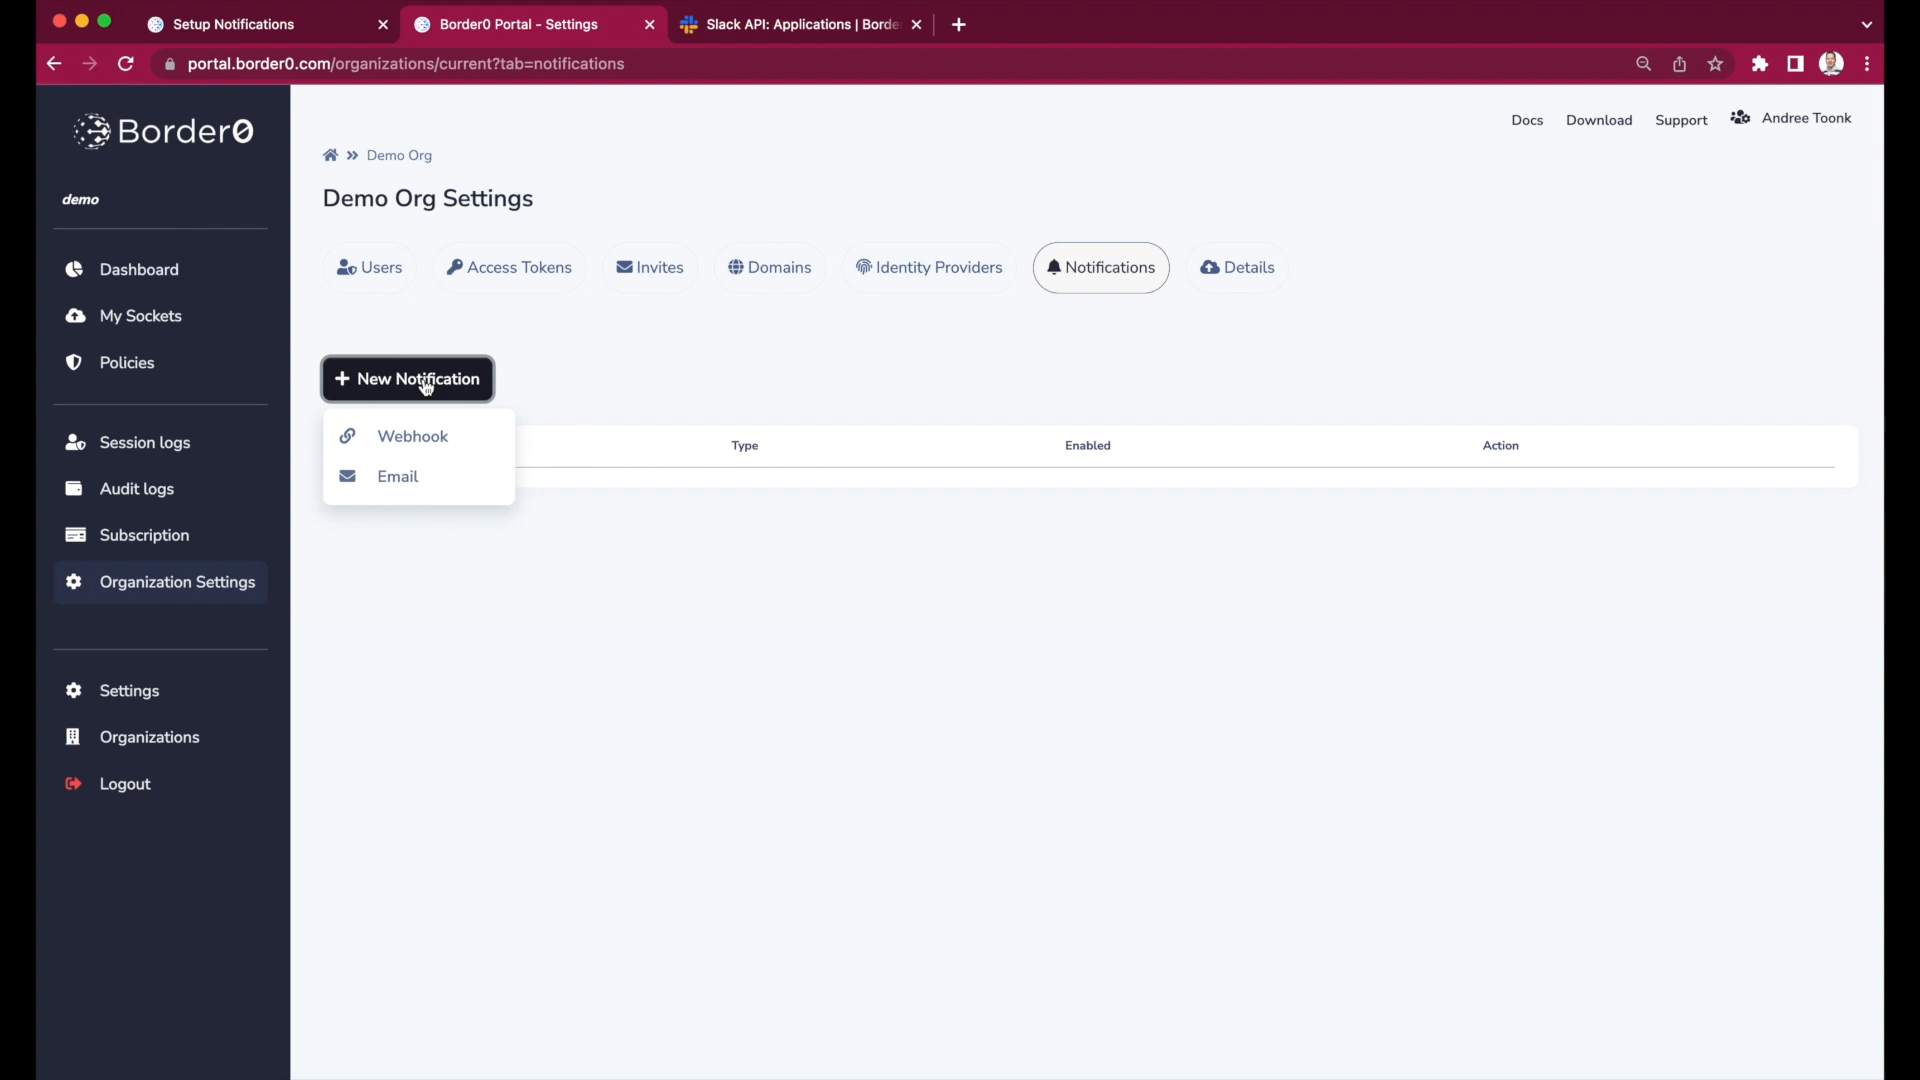 Setup Notifications
Border0 Portal - Settings
Slack API: Applications | Borde
portal.border0.com/organizations/current?tab=notifications
Border0
demo
Dashboard
My Sockets
Policies
Session logs
Audit logs
Subscription
Organization Settings
Settings
Organizations
Logout
Docs Download Support Andree Toonk
Demo Org
Demo Org Settings
Users Access Tokens Invites Domains Identity Providers Notifications Details
New Notification
Webhook
Email
Type Enabled Action